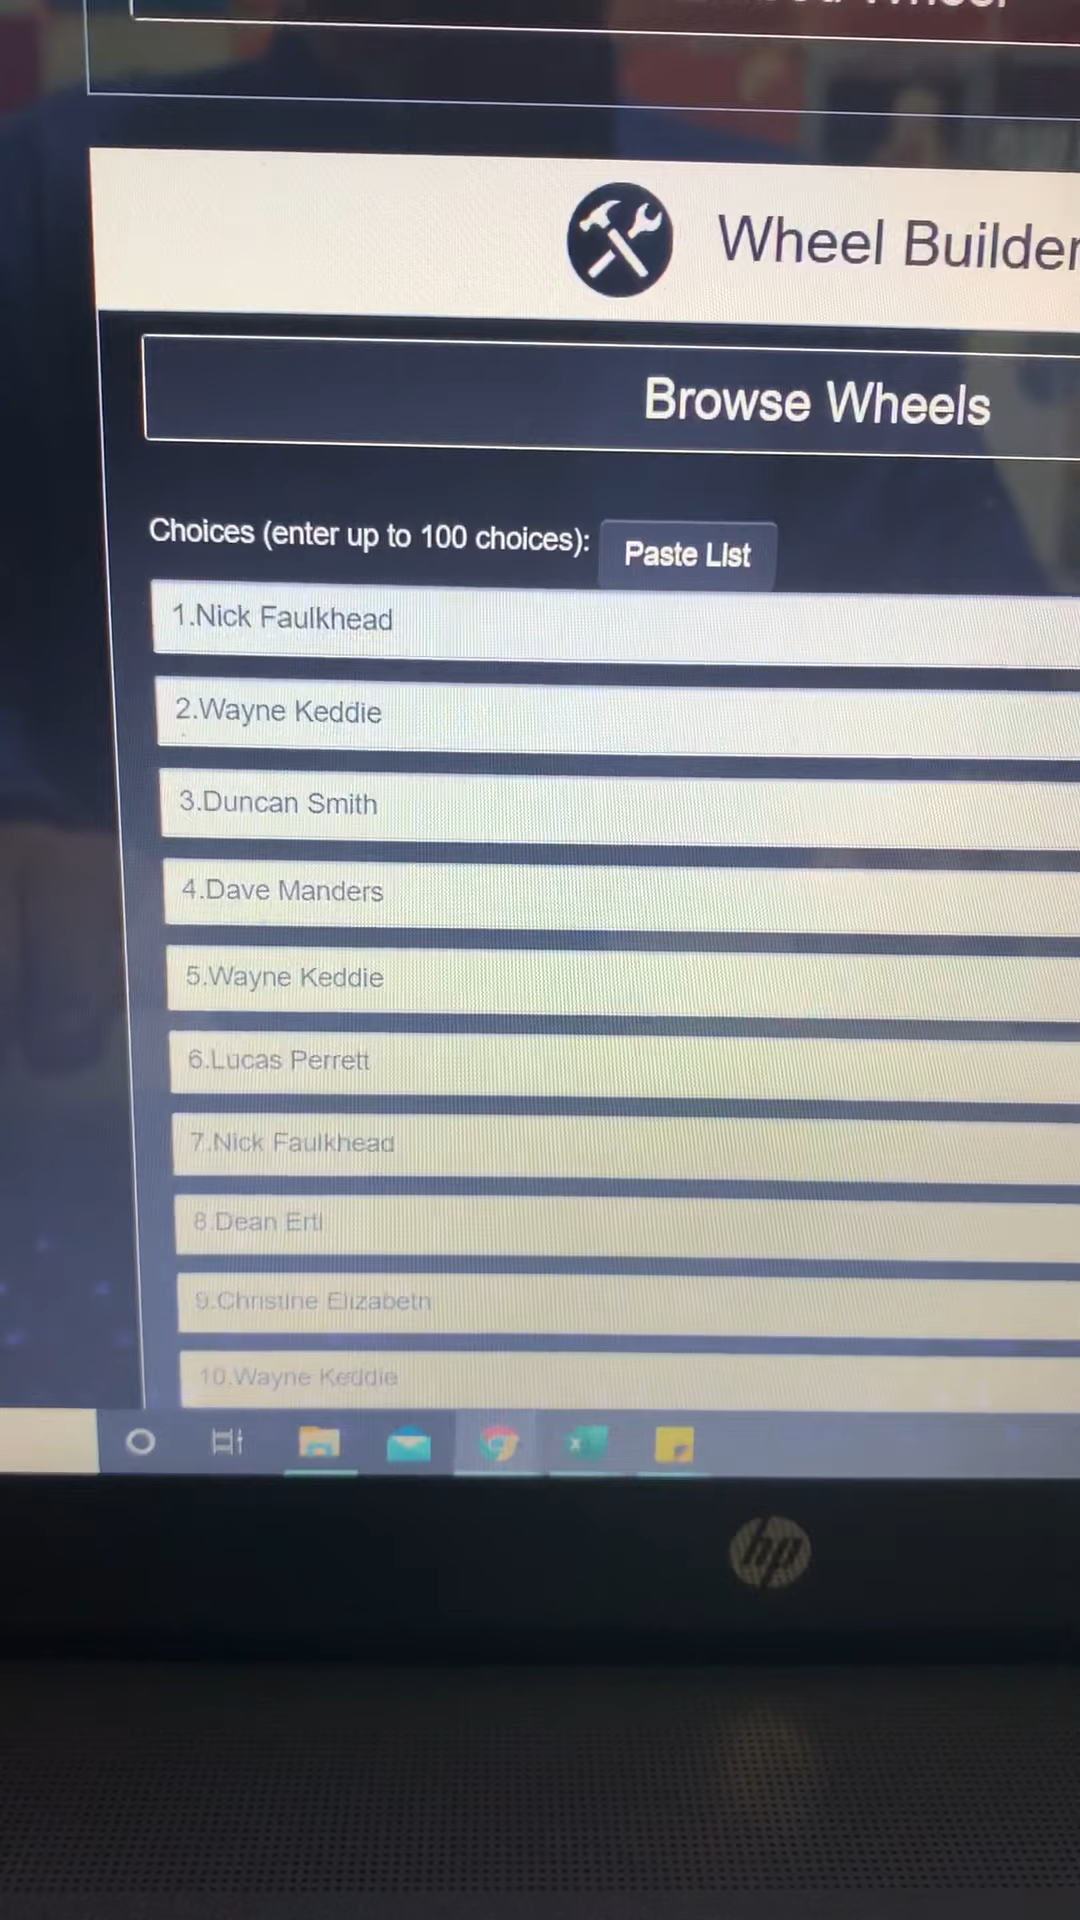 Wheel Builder
Browse Wheels
Choices (enter up to 100 choices): Paste List
1.Nick Faulkhead
2.Wayne Keddie
3.Duncan Smith
4.Dave Manders
5.Wayne Keddie
6.Lucas Perrett
7.Nick Faulkhead
8.Dean Ertl
9.Christine Elizabeth
10.Wayne Keddie
hp